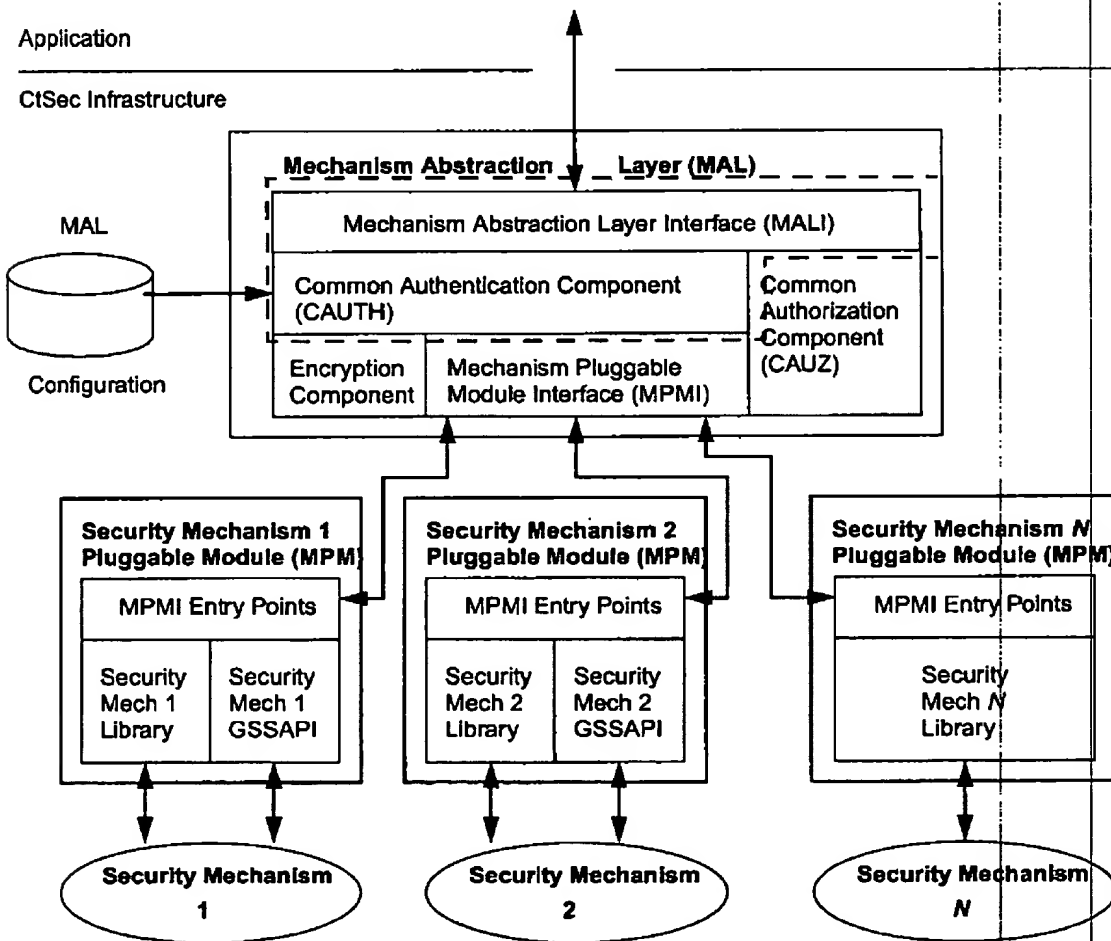 Application
CtSec Infrastructure
Mechanism Abstraction Layer (MAL)
Mechanism Abstraction Layer Interface (MALI)
MAL
Configuration
Common Authentication Component
(CAUTH)
Common
Authorization
Component
(CAUZ)
Encryption
Component
Mechanism Pluggable
Module Interface (MPMI)
Security Mechanism 1
Pluggable Module (MPM)
MPMI Entry Points
Security
Mech 1
Library
Security
Mech 1
GSSAPI
Security Mechanism 2
Pluggable Module (MPM)
MPMI Entry Points
Security
Mech 2
Library
Security
Mech 2
GSSAPI
Security Mechanism N
Pluggable Module (MPM)
MPMI Entry Points
Security
Mech N
Library
Security Mechanism
1
Security Mechanism
2
Security Mechanism
N